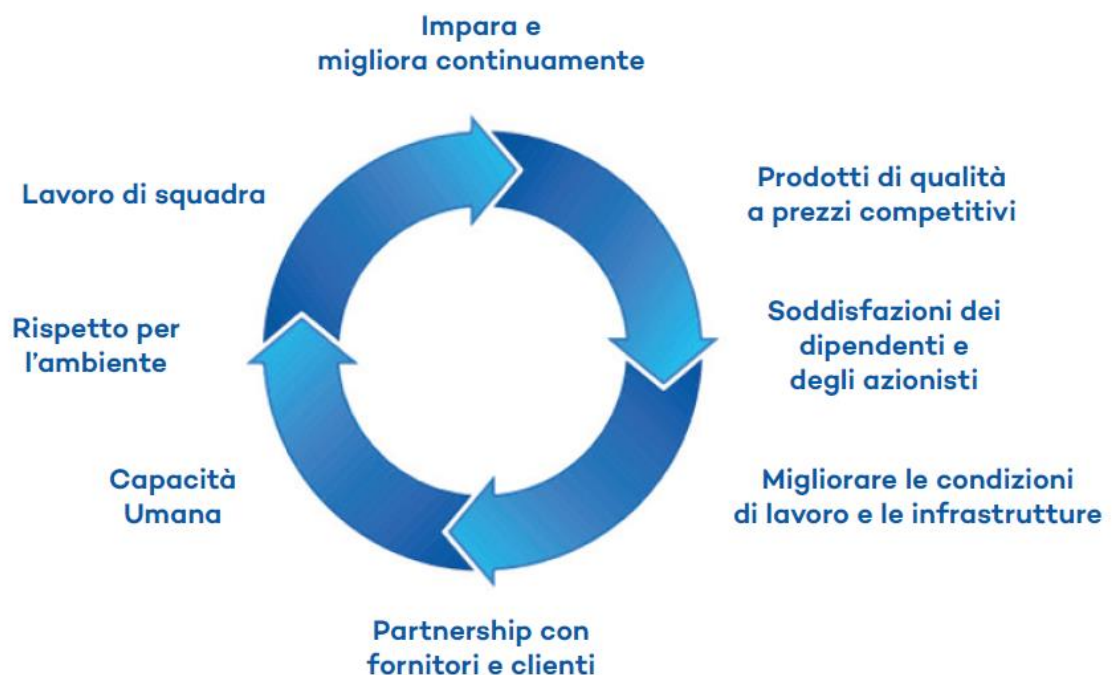 Impara e
migliora continuamente
Prodotti di qualità
a prezzi competitivi
Soddisfazioni dei
dipendenti e
degli azionisti
Migliorare le condizioni
di lavoro e le infrastrutture
Partnership con
fornitori e clienti
Capacità
Umana
Rispetto per
l'ambiente
Lavoro di squadra